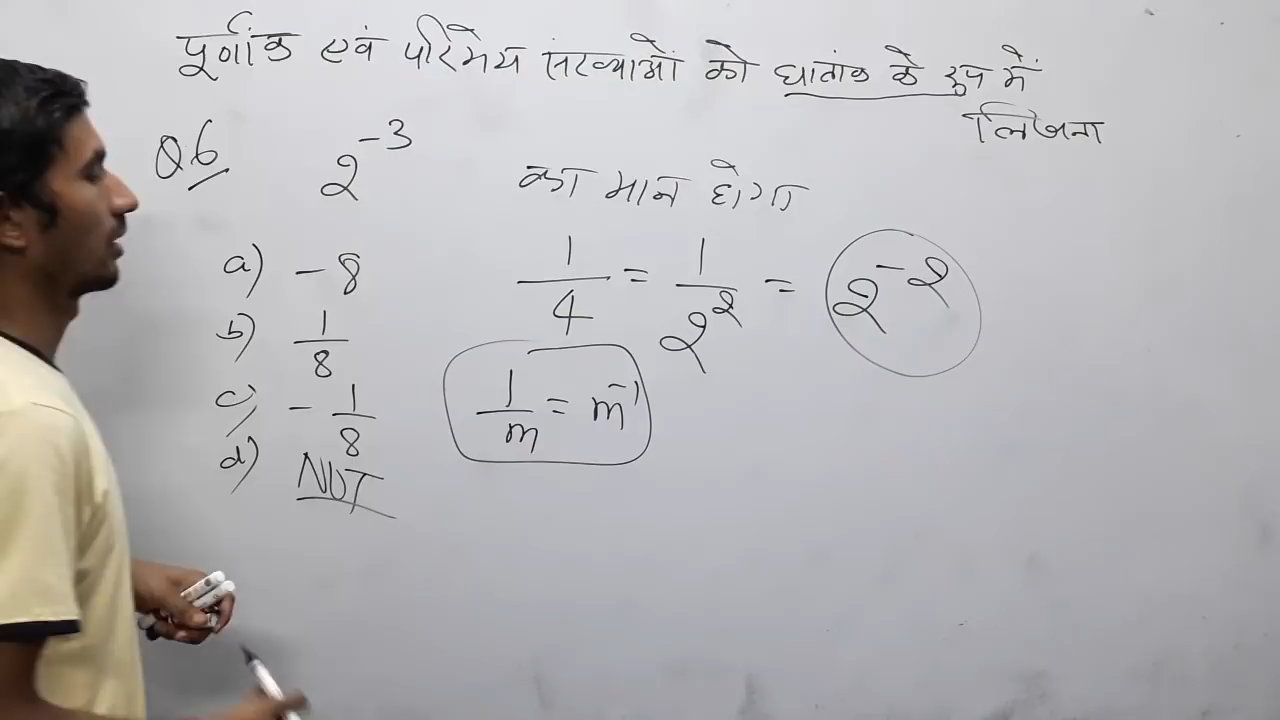 पूर्णांक एवं परिमेय संख्याओं को घातांक के रूप में
लिखना
Q6 2⁻³ का मान होगा
a) -8
b) 1/8
c) -1/8
d) NOT
1/4 = 1/2² = 2⁻²
1/m = m⁻¹